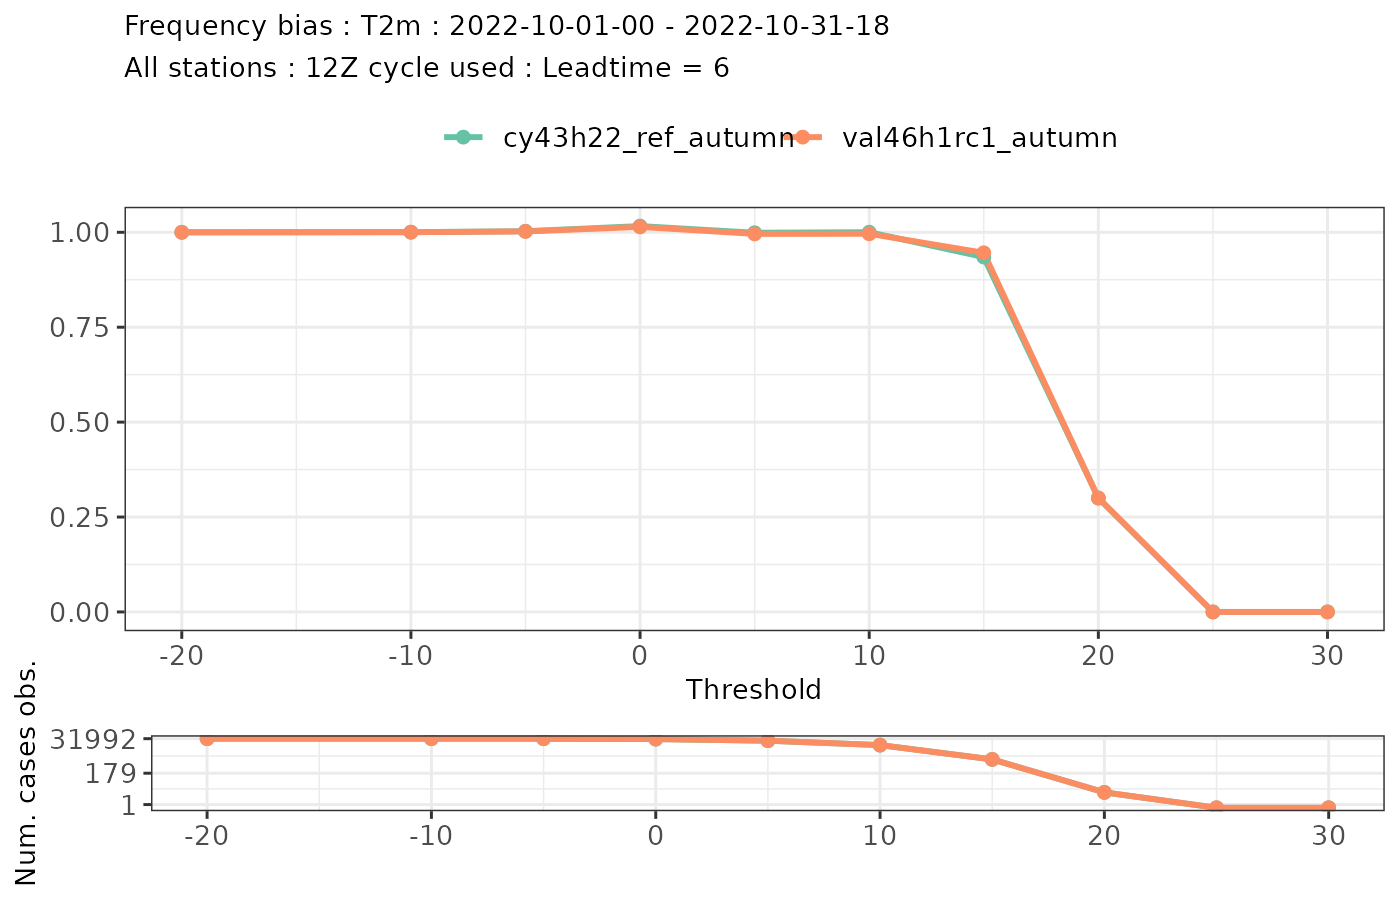 Frequency bias : T2m : 2022-10-01-00 - 2022-10-31-18
All stations : 12Z cycle used : Leadtime = 6
cy43h22_ref_autumn val46h1rc1_autumn
1.00
0.75
0.50
0.25
0.00
-20 -10 0 10 20 30
Threshold
Num. cases obs.
31992
179
1
-20 -10 0 10 20 30